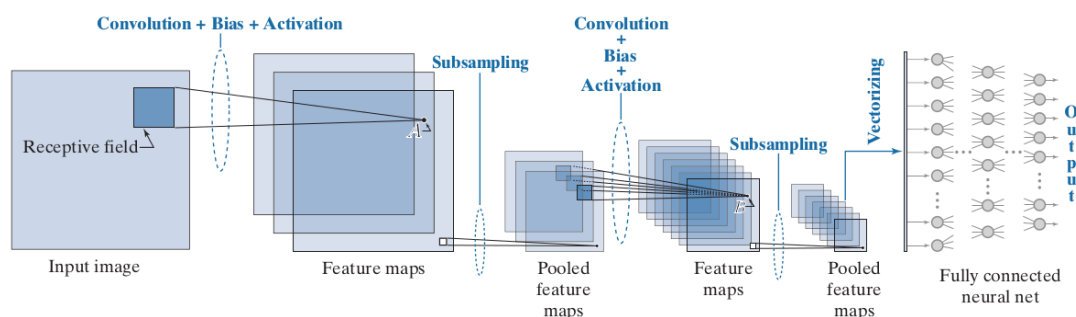 Convolution + Bias + Activation
Receptive field
Input image
A
Feature maps
Subsampling
Pooled
feature
maps
Convolution
+
Bias
+
Activation
B
Feature
maps
Subsampling
Pooled
feature
maps
Vectorizing
Fully connected
neural net
Output